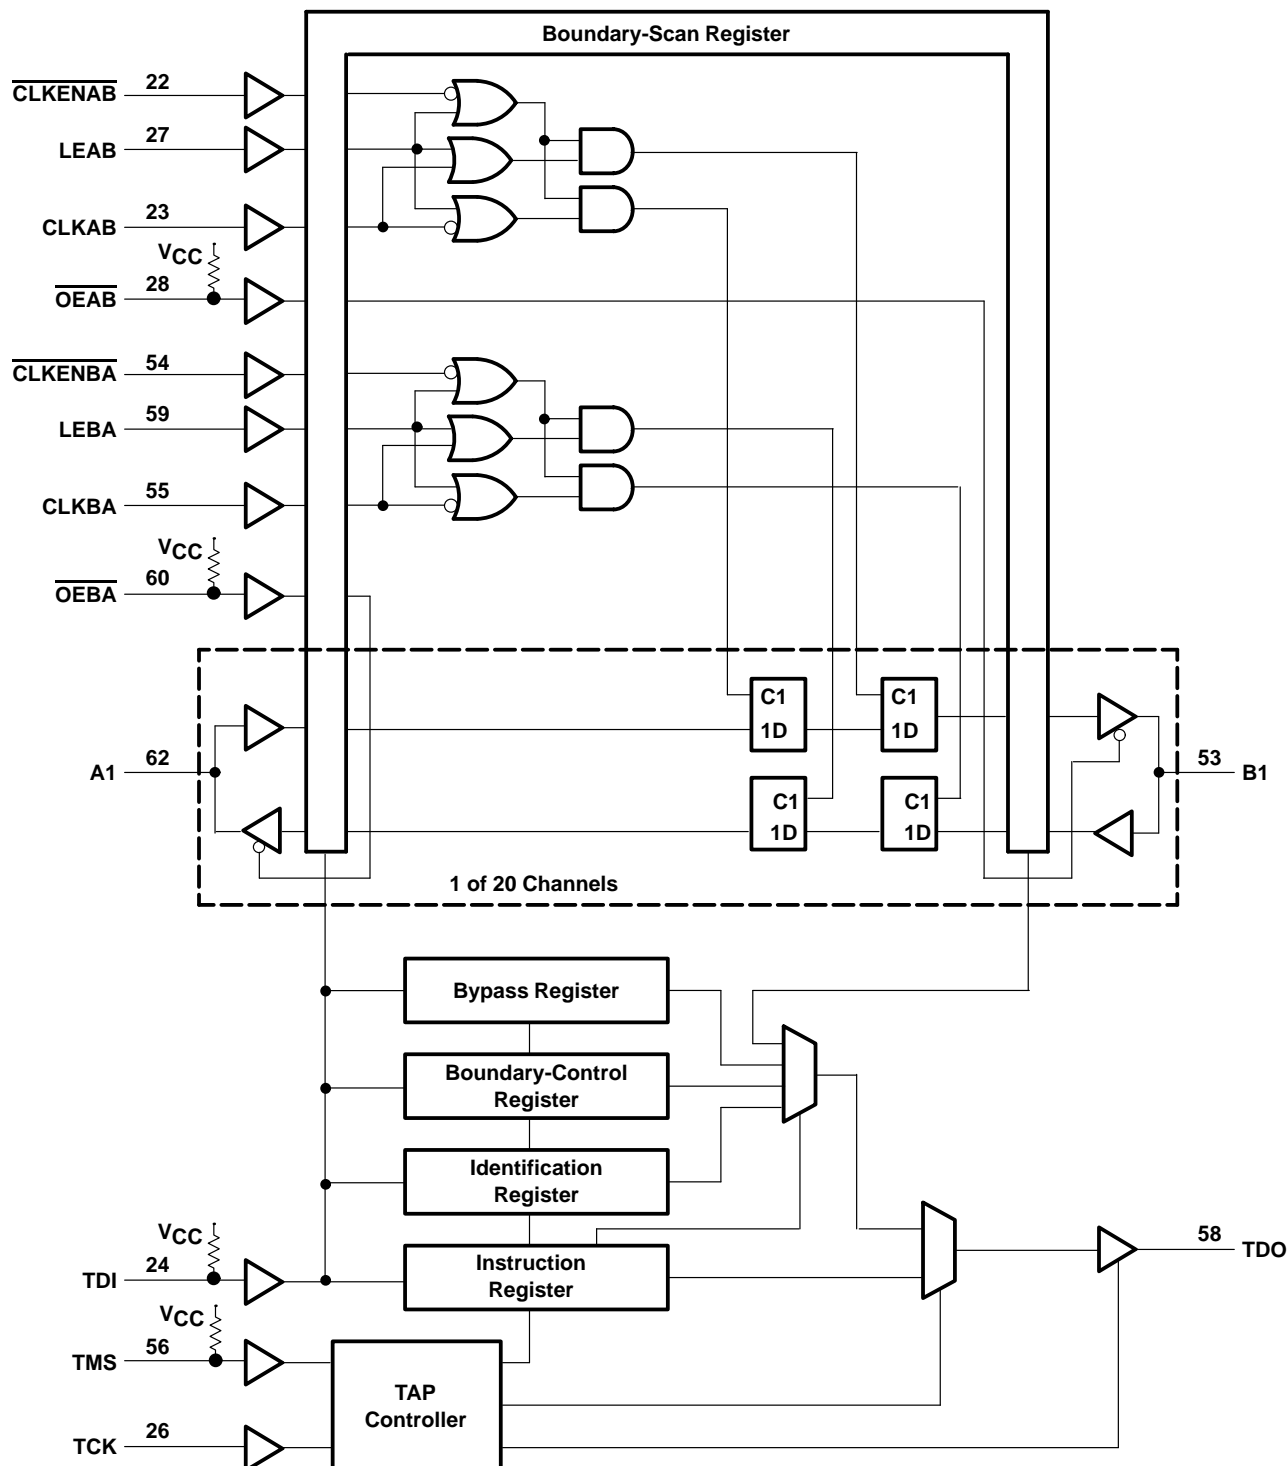 Boundary-Scan Register
CLKENAB 22
LEAB 27
CLKAB 23
VCC
OEAB 28
CLKENBA 54
LEBA 59
CLKBA 55
VCC
OEBA 60
C1
1D
C1
1D
A1 62
53 B1
C1
1D
C1
1D
1 of 20 Channels
Bypass Register
Boundary-Control
Register
Identification
Register
VCC
TDI 24
Instruction
Register
58 TDO
VCC
TMS 56
TAP
Controller
TCK 26